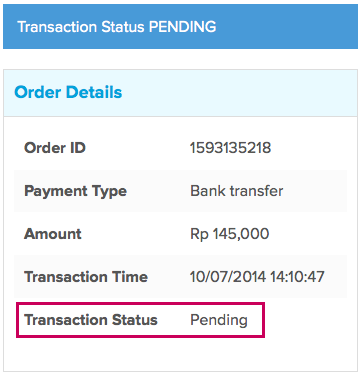 Transaction Status PENDING
Order Details
Order ID 1593135218
Payment Type Bank transfer
Amount Rp 145,000
Transaction Time 10/07/2014 14:10:47
Transaction Status Pending